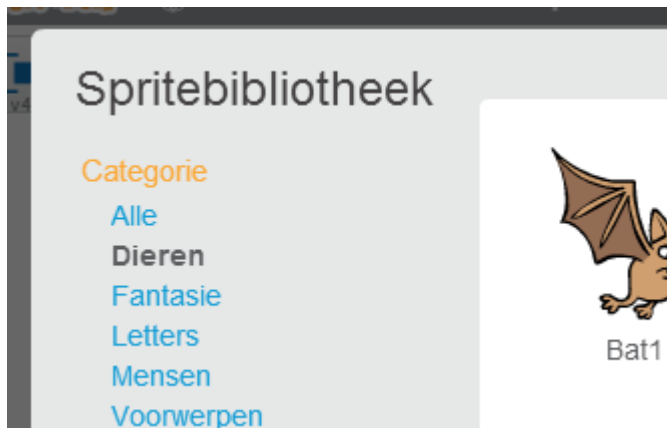 Spritebibliotheek
Categorie
Alle
Dieren
Fantasie
Letters
Mensen
Voorwerpen
Bat1